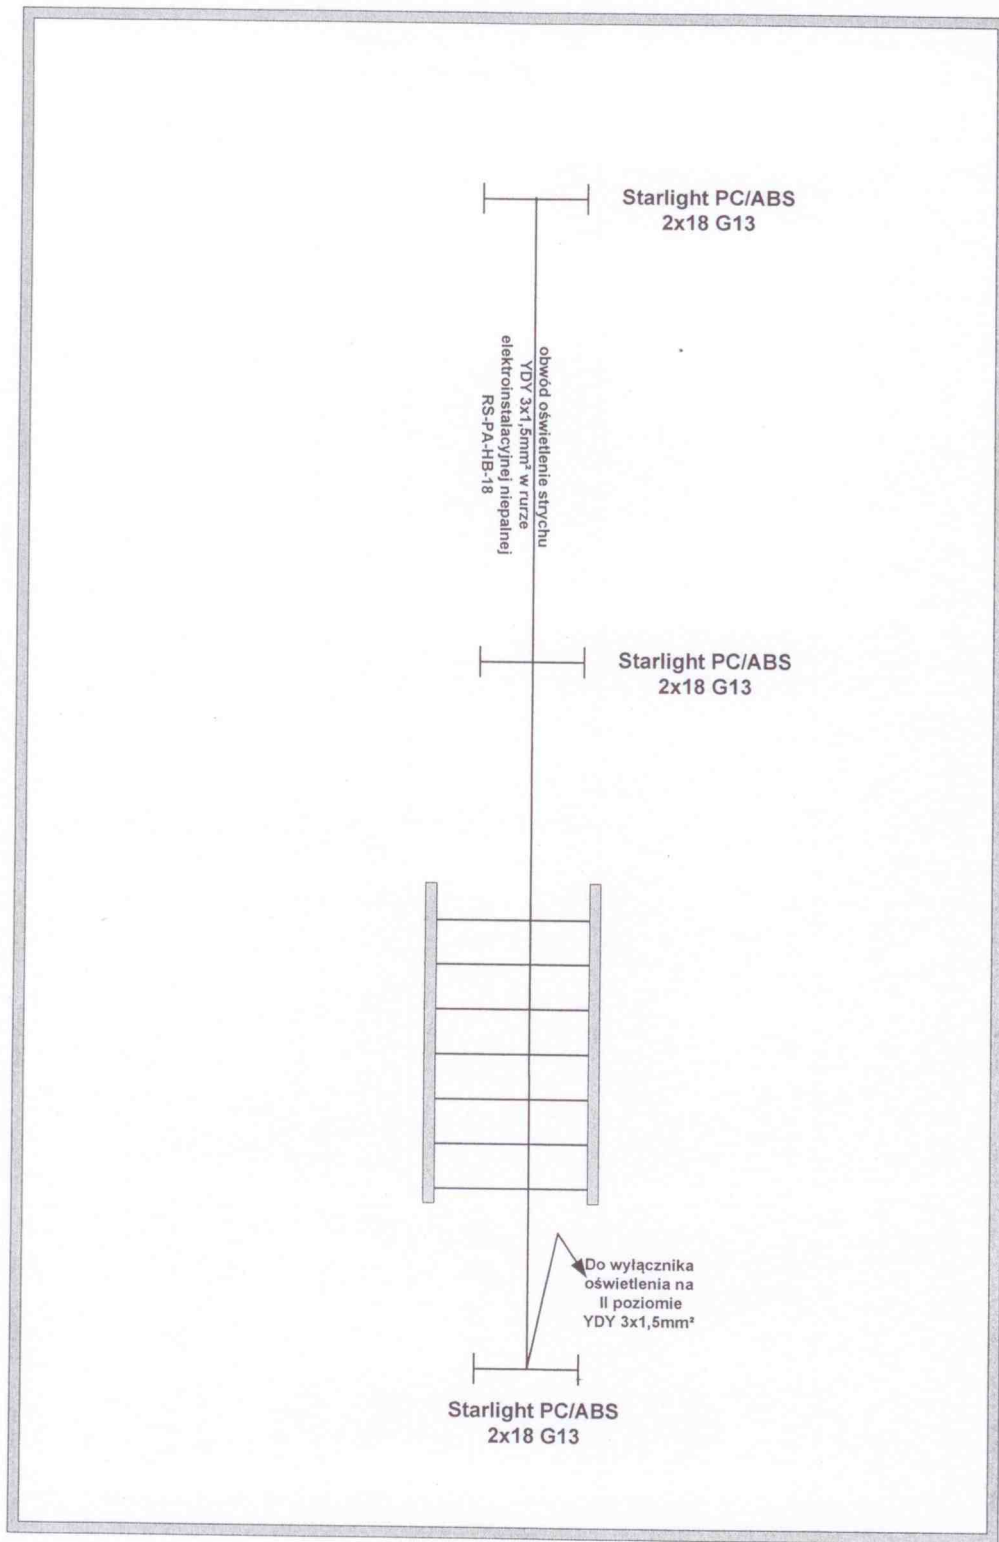 Starlight PC/ABS
2x18 G13
obwód oświetlenie strychu
YDY 3x1,5mm² w rurze
elektroinstalacyjnej niepalnej
RS-PA-HB-18
Starlight PC/ABS
2x18 G13
Do wyłącznika
oświetlenia na
II poziomie
YDY 3x1,5mm²
Starlight PC/ABS
2x18 G13